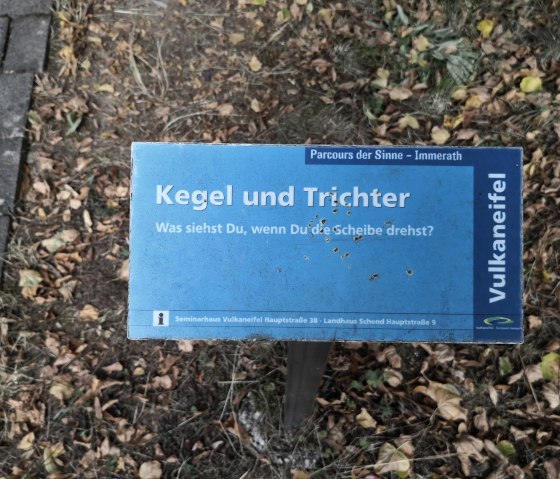 Parcours der Sinne - Immerath
Kegel und Trichter
Was siehst Du, wenn Du die Scheibe drehst?
Vulkaneifel
i Seminarhaus Vulkaneifel Hauptstraße 38 · Landhaus Schend Hauptstraße 5